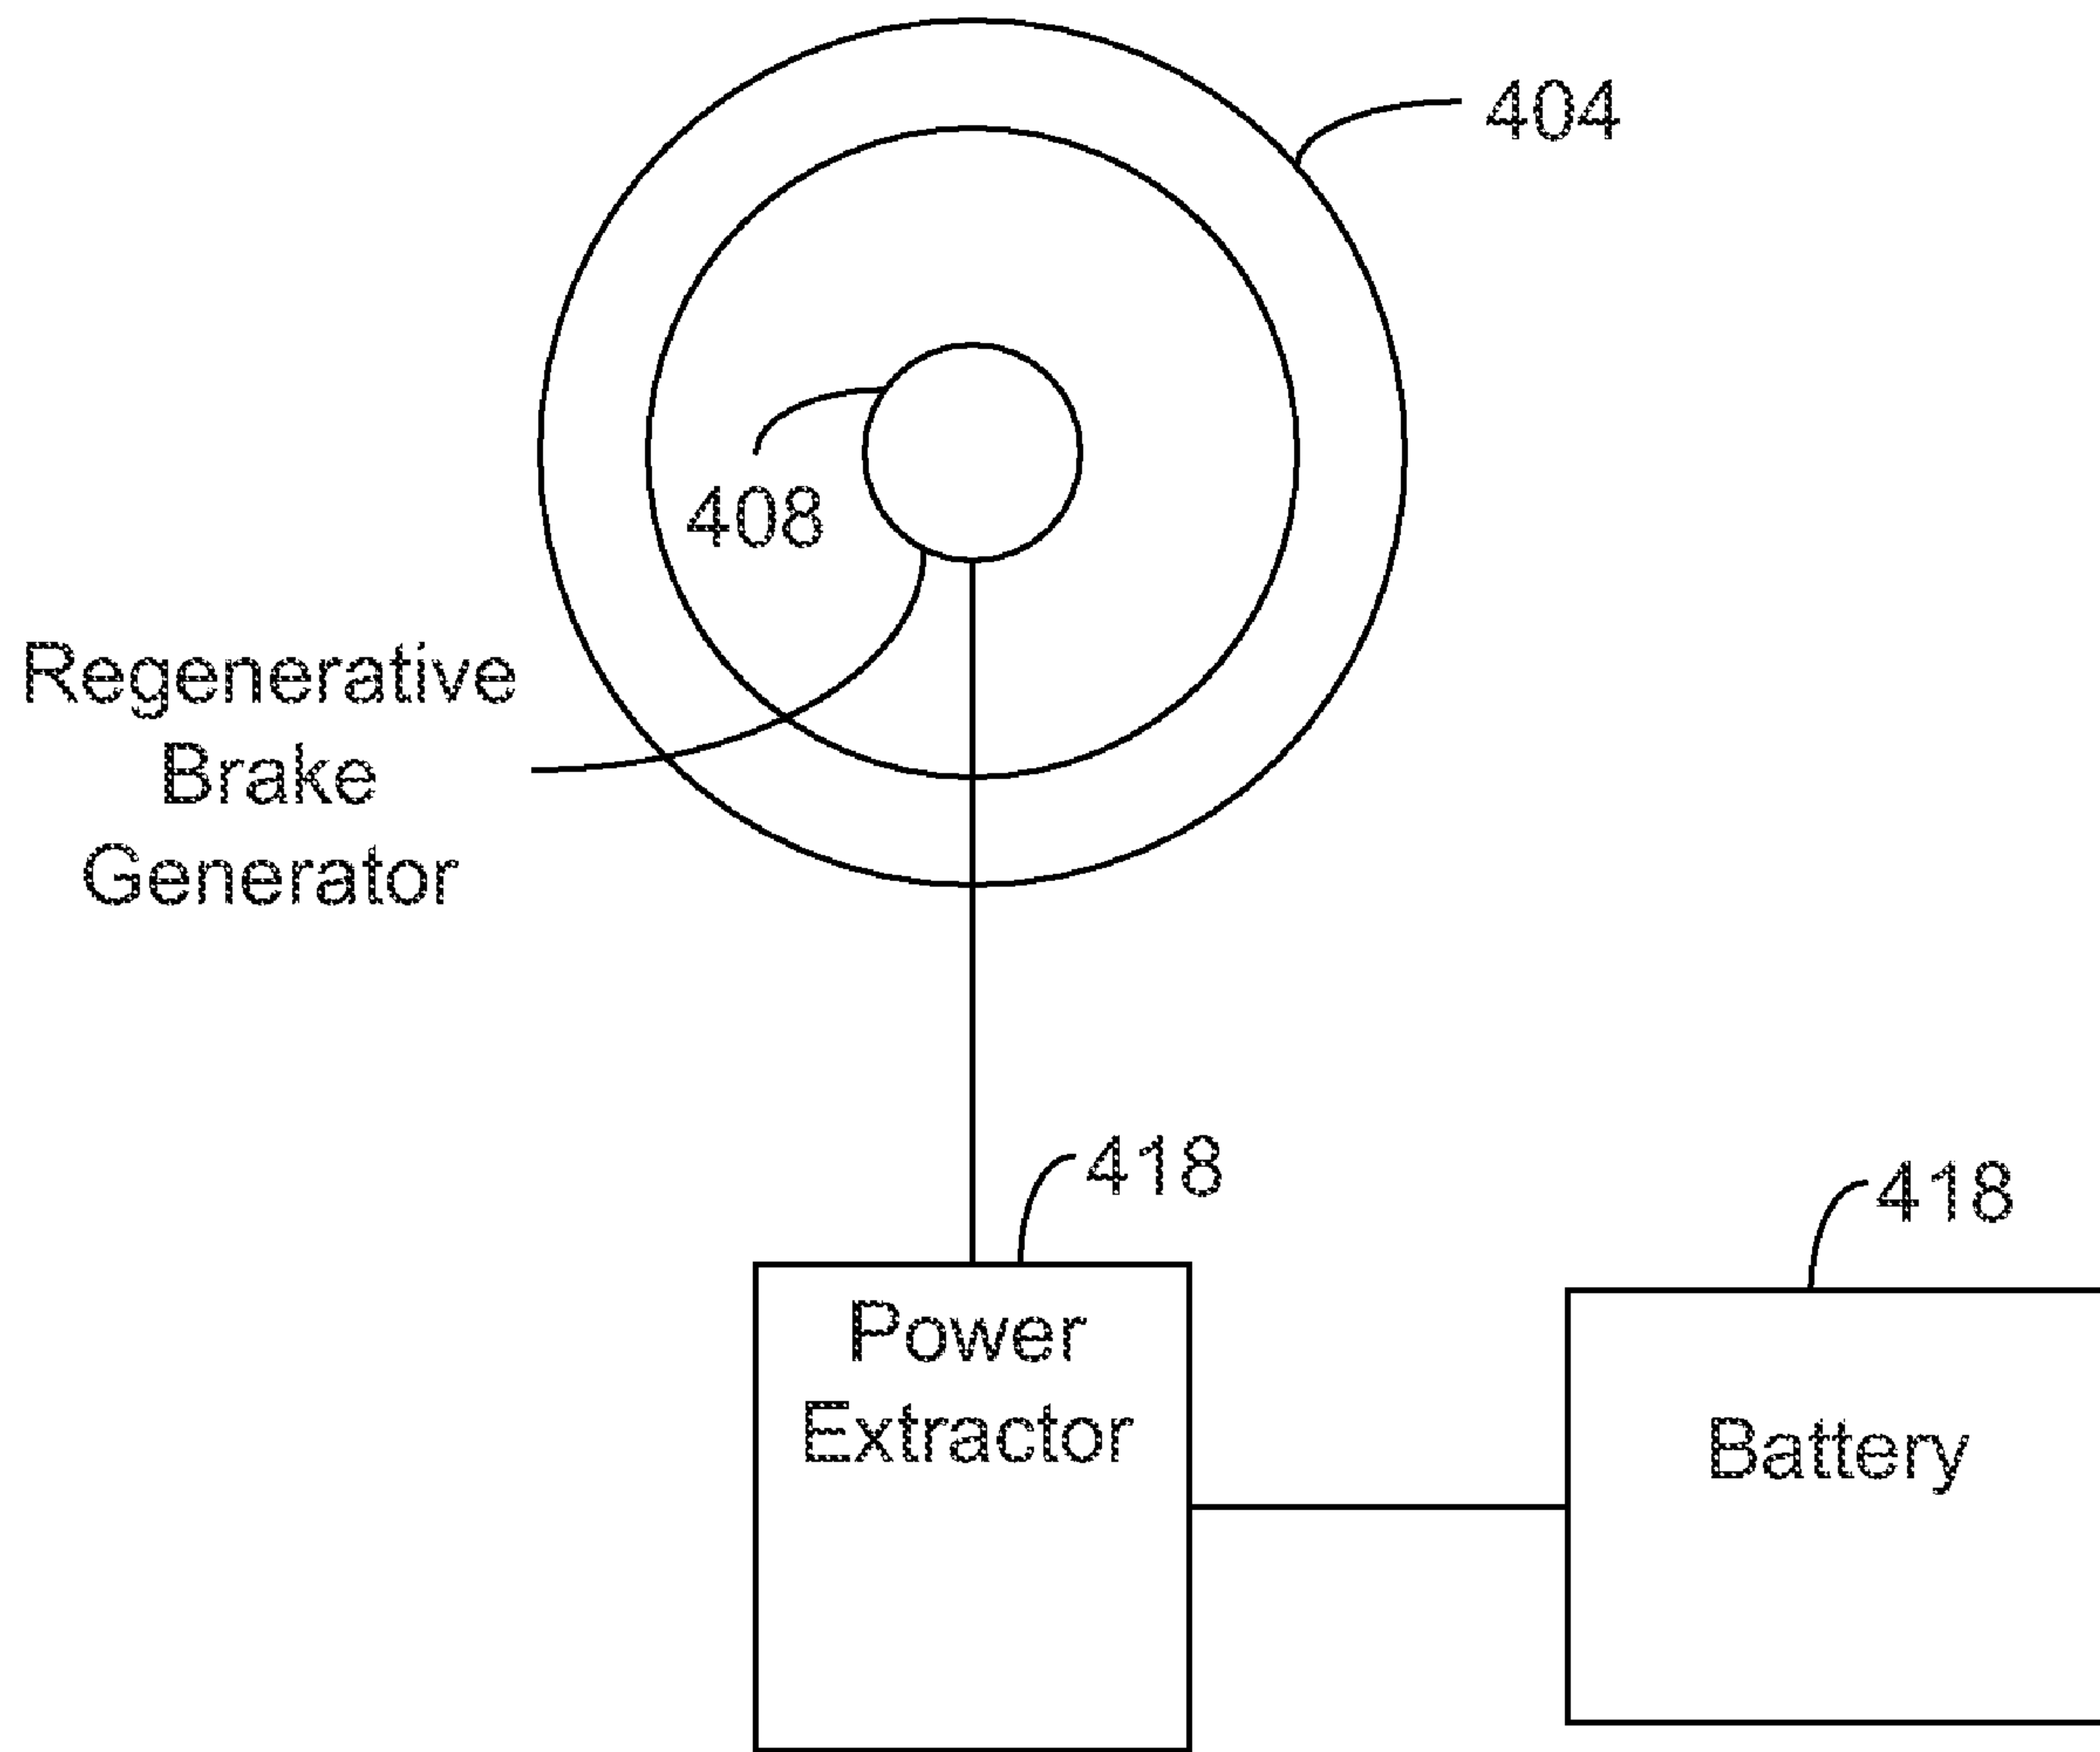 404
408
Regenerative
Brake
Generator
418
418
Power
Extractor
Battery